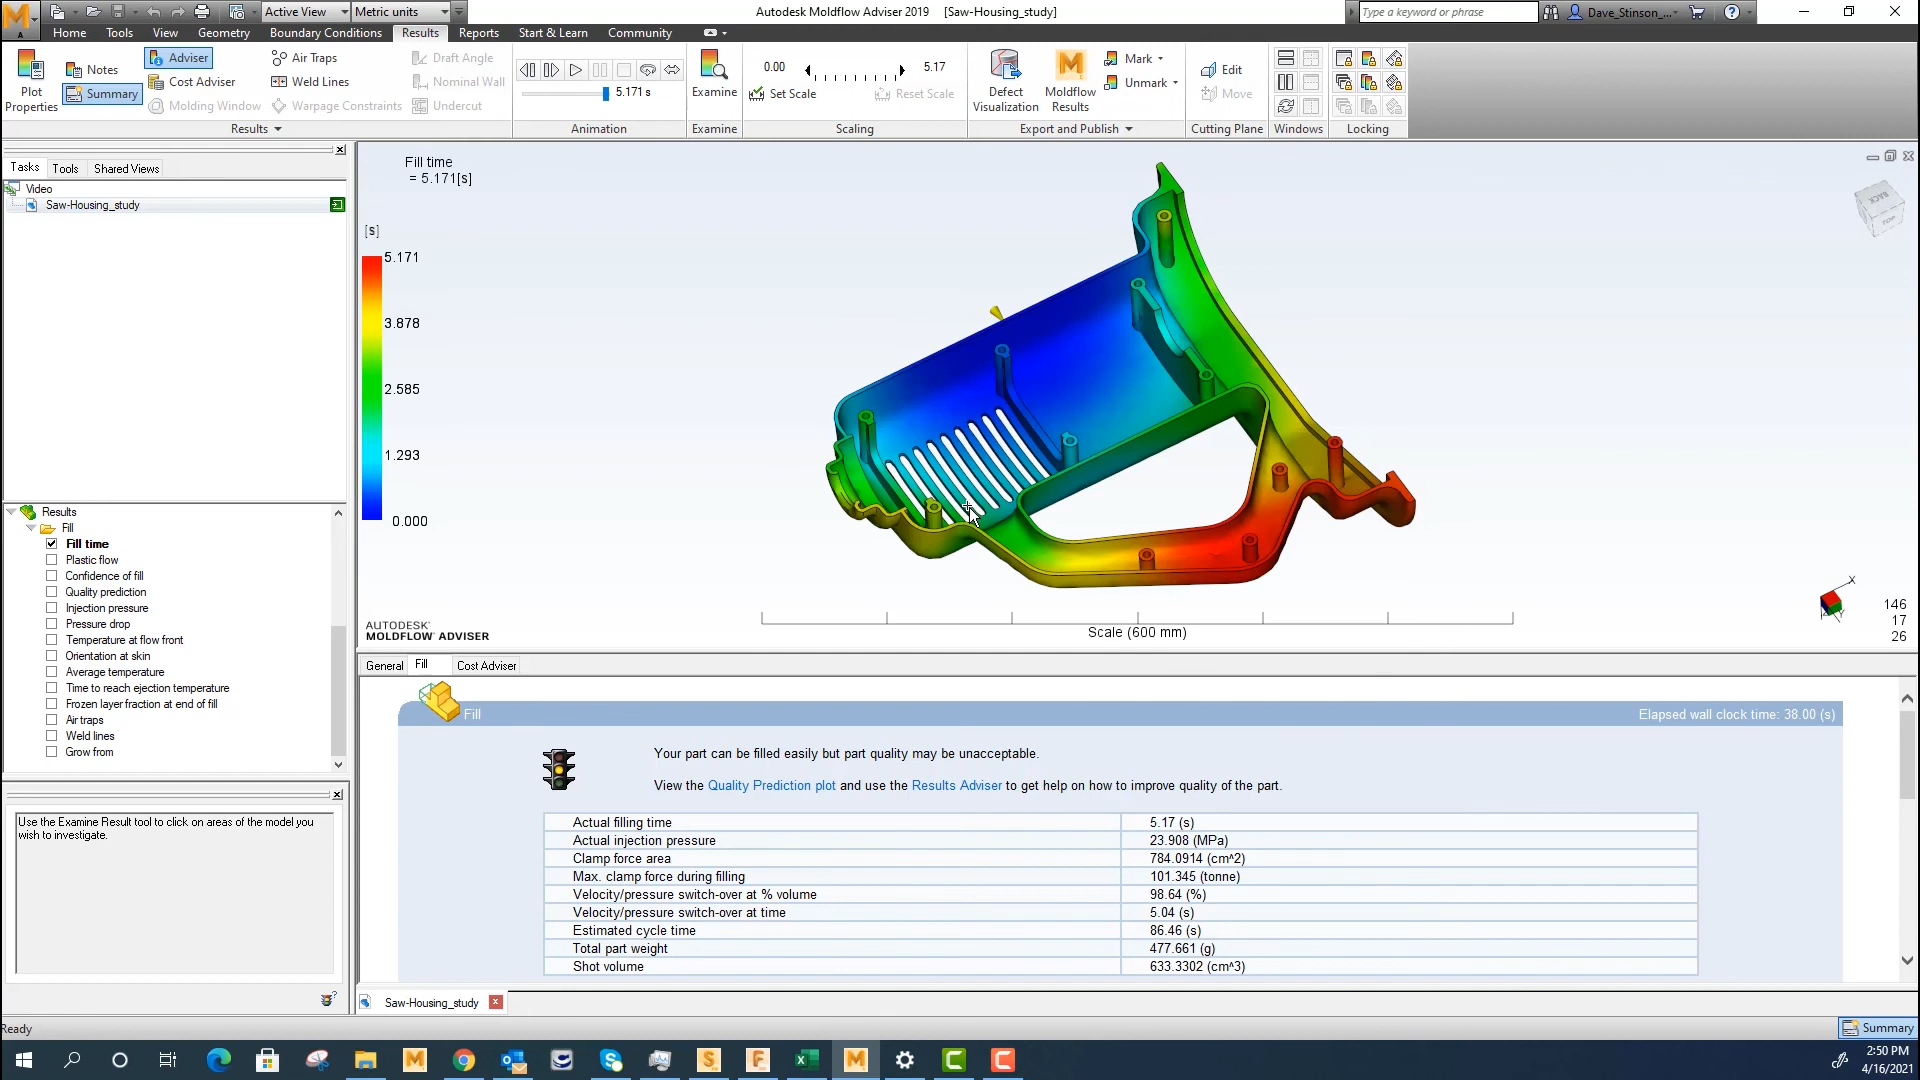 Active View
Metric units
Autodesk Moldflow Adviser 2019 [Saw-Housing_study]
Type a keyword or phrase
Dave_Stinson_...
Home
Tools
View
Geometry
Boundary Conditions
Results
Reports
Start & Learn
Community
Plot
Properties
Notes
Summary
Adviser
Cost Adviser
Molding Window
Air Traps
Weld Lines
Warpage Constraints
Draft Angle
Nominal Wall
Undercut
Results
5.171 s
Animation
Examine
Examine
0.00
5.17
Set Scale
Reset Scale
Scaling
Defect
Visualization
Moldflow
Results
Mark
Unmark
Export and Publish
Edit
Move
Cutting Plane
Windows
Locking
Tasks
Tools
Shared Views
Video
Saw-Housing_study
Results
Fill
Fill time
Plastic flow
Confidence of fill
Quality prediction
Injection pressure
Pressure drop
Temperature at flow front
Orientation at skin
Average temperature
Time to reach ejection temperature
Frozen layer fraction at end of fill
Air traps
Weld lines
Grow from
Use the Examine Result tool to click on areas of the model you
wish to investigate.
Fill time
= 5.171[s]
[s]
5.171
3.878
2.585
1.293
0.000
AUTODESK
MOLDFLOW ADVISER
Scale (600 mm)
BACK
TOP
X
146
17
26
General
Fill
Cost Adviser
Fill
Elapsed wall clock time: 38.00 (s)
Your part can be filled easily but part quality may be unacceptable.
View the Quality Prediction plot and use the Results Adviser to get help on how to improve quality of the part.
Actual filling time 5.17 (s)
Actual injection pressure 23.908 (MPa)
Clamp force area 784.0914 (cm^2)
Max. clamp force during filling 101.345 (tonne)
Velocity/pressure switch-over at % volume 98.64 (%)
Velocity/pressure switch-over at time 5.04 (s)
Estimated cycle time 86.46 (s)
Total part weight 477.661 (g)
Shot volume 633.3302 (cm^3)
Saw-Housing_study
Ready
Summary
2:50 PM
4/16/2021